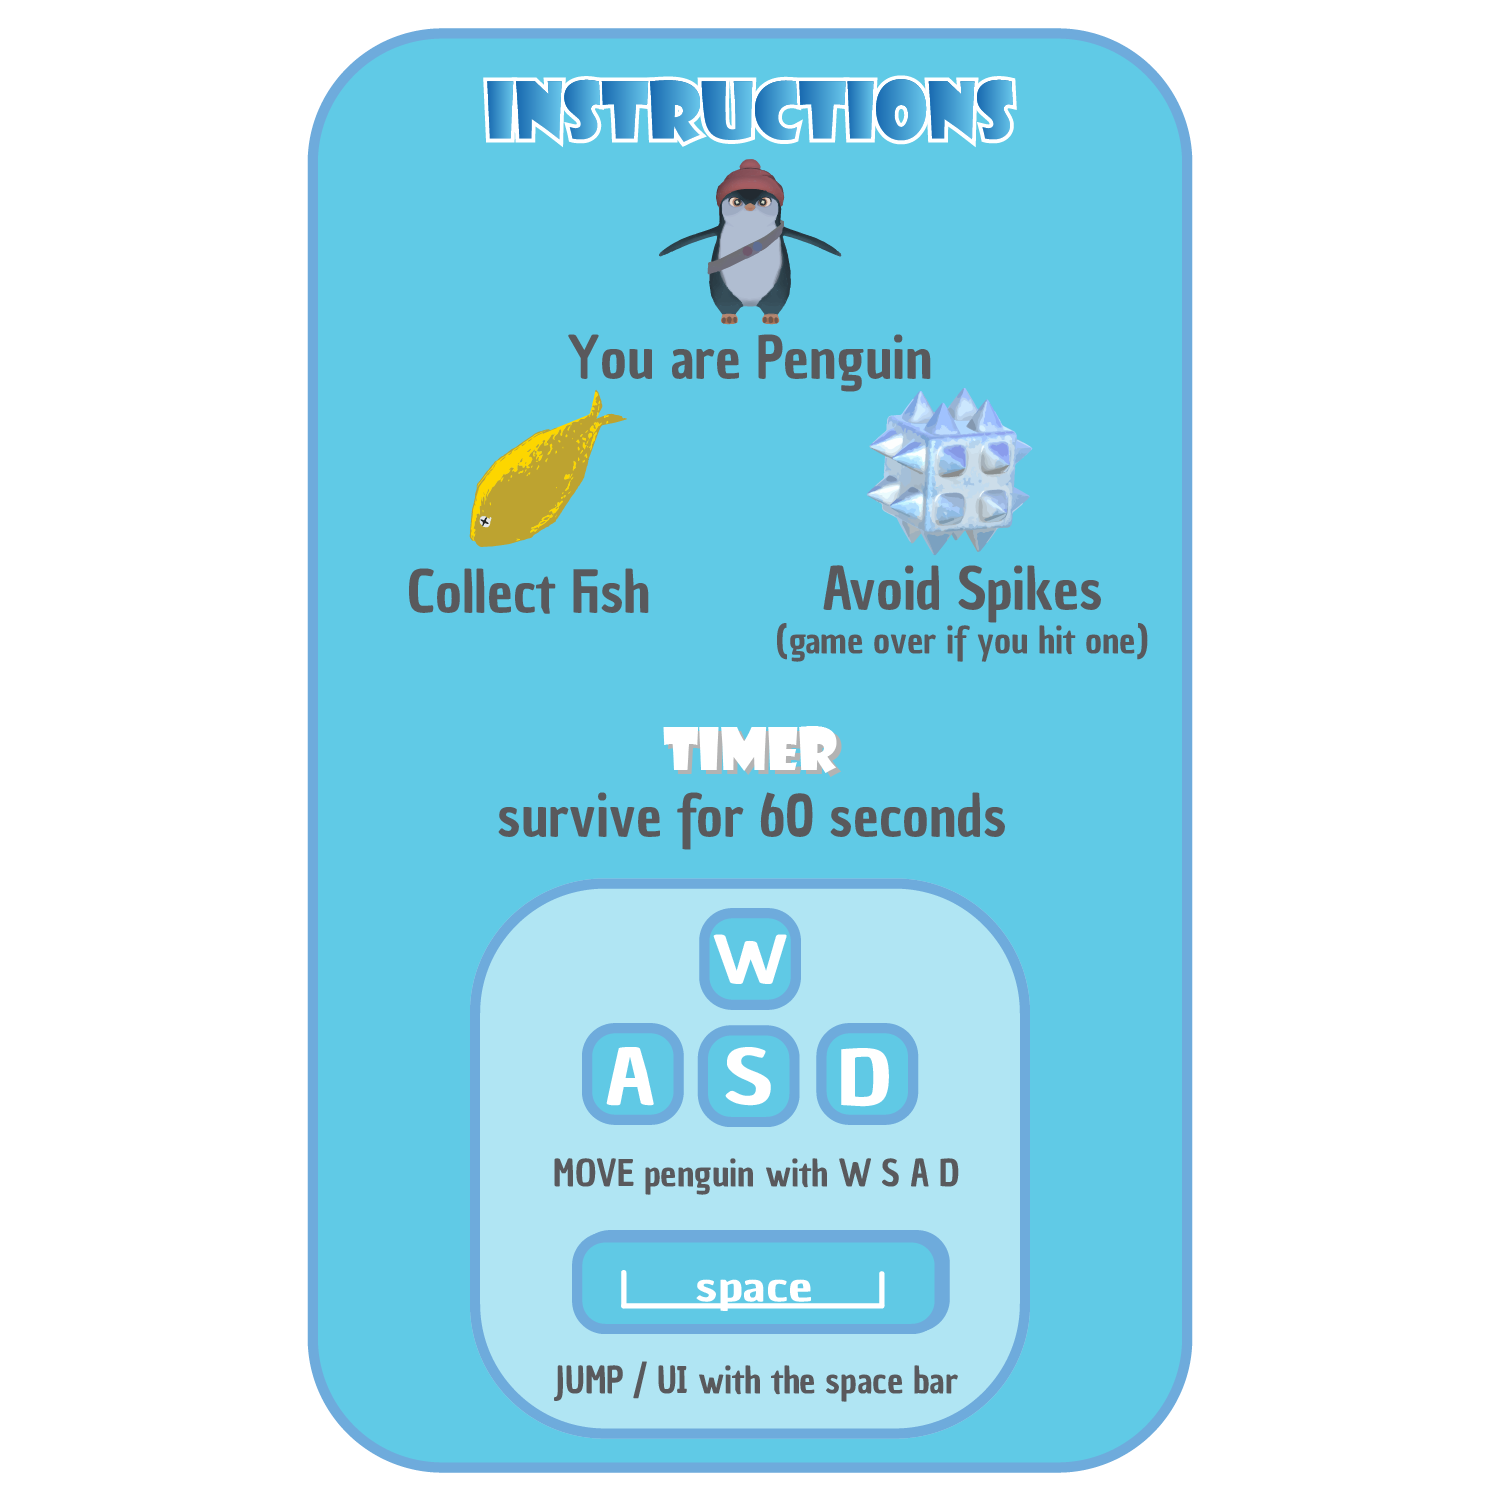 INSTRUCTIONS
You are Penguin
Collect Fish
Avoid Spikes
(game over if you hit one)
TIMER
survive for 60 seconds
W
A S D
MOVE penguin with W S A D
space
JUMP / UI with the space bar